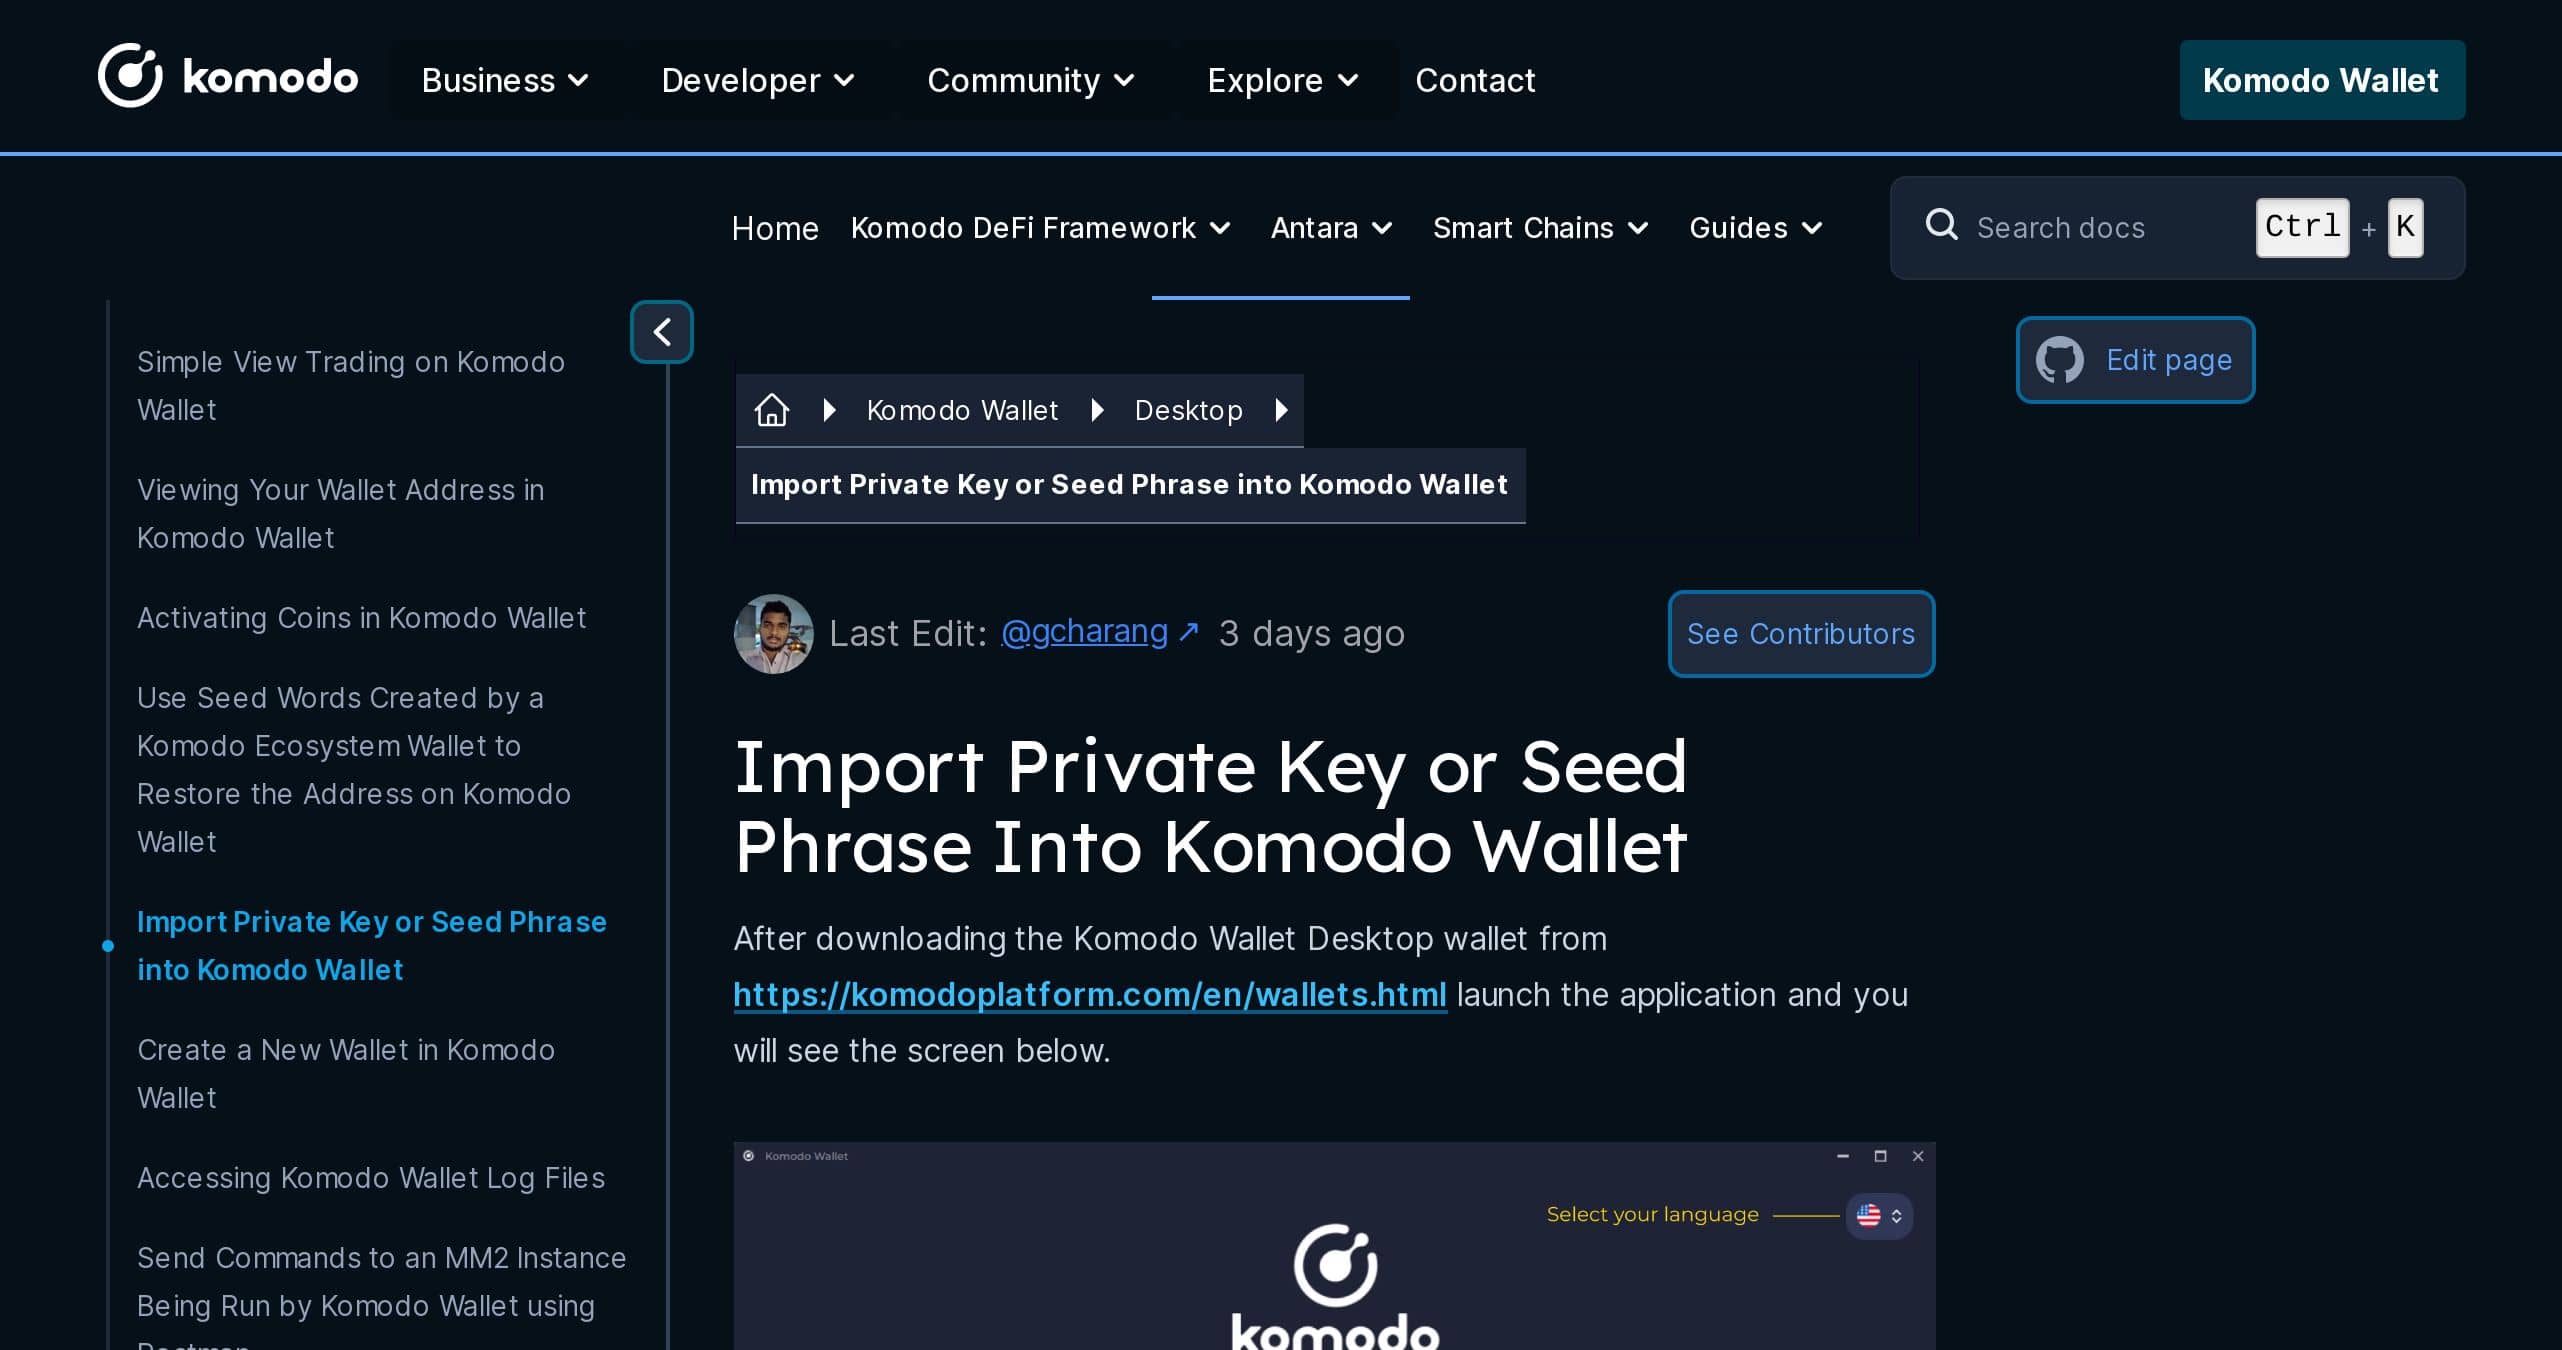 komodo
Business
Developer
Community
Explore
Contact
Komodo Wallet
Home
Komodo DeFi Framework
Antara
Smart Chains
Guides
Search docs
Ctrl + K
Simple View Trading on Komodo
Wallet
Viewing Your Wallet Address in
Komodo Wallet
Activating Coins in Komodo Wallet
Use Seed Words Created by a
Komodo Ecosystem Wallet to
Restore the Address on Komodo
Wallet
Import Private Key or Seed Phrase
into Komodo Wallet
Create a New Wallet in Komodo
Wallet
Accessing Komodo Wallet Log Files
Send Commands to an MM2 Instance
Being Run by Komodo Wallet using
Postman
Komodo Wallet
Desktop
Import Private Key or Seed Phrase into Komodo Wallet
Edit page
Last Edit: @gcharang ↗ 3 days ago
See Contributors
Import Private Key or Seed
Phrase Into Komodo Wallet
After downloading the Komodo Wallet Desktop wallet from
https://komodoplatform.com/en/wallets.html launch the application and you
will see the screen below.
Komodo Wallet
Select your language
komodo